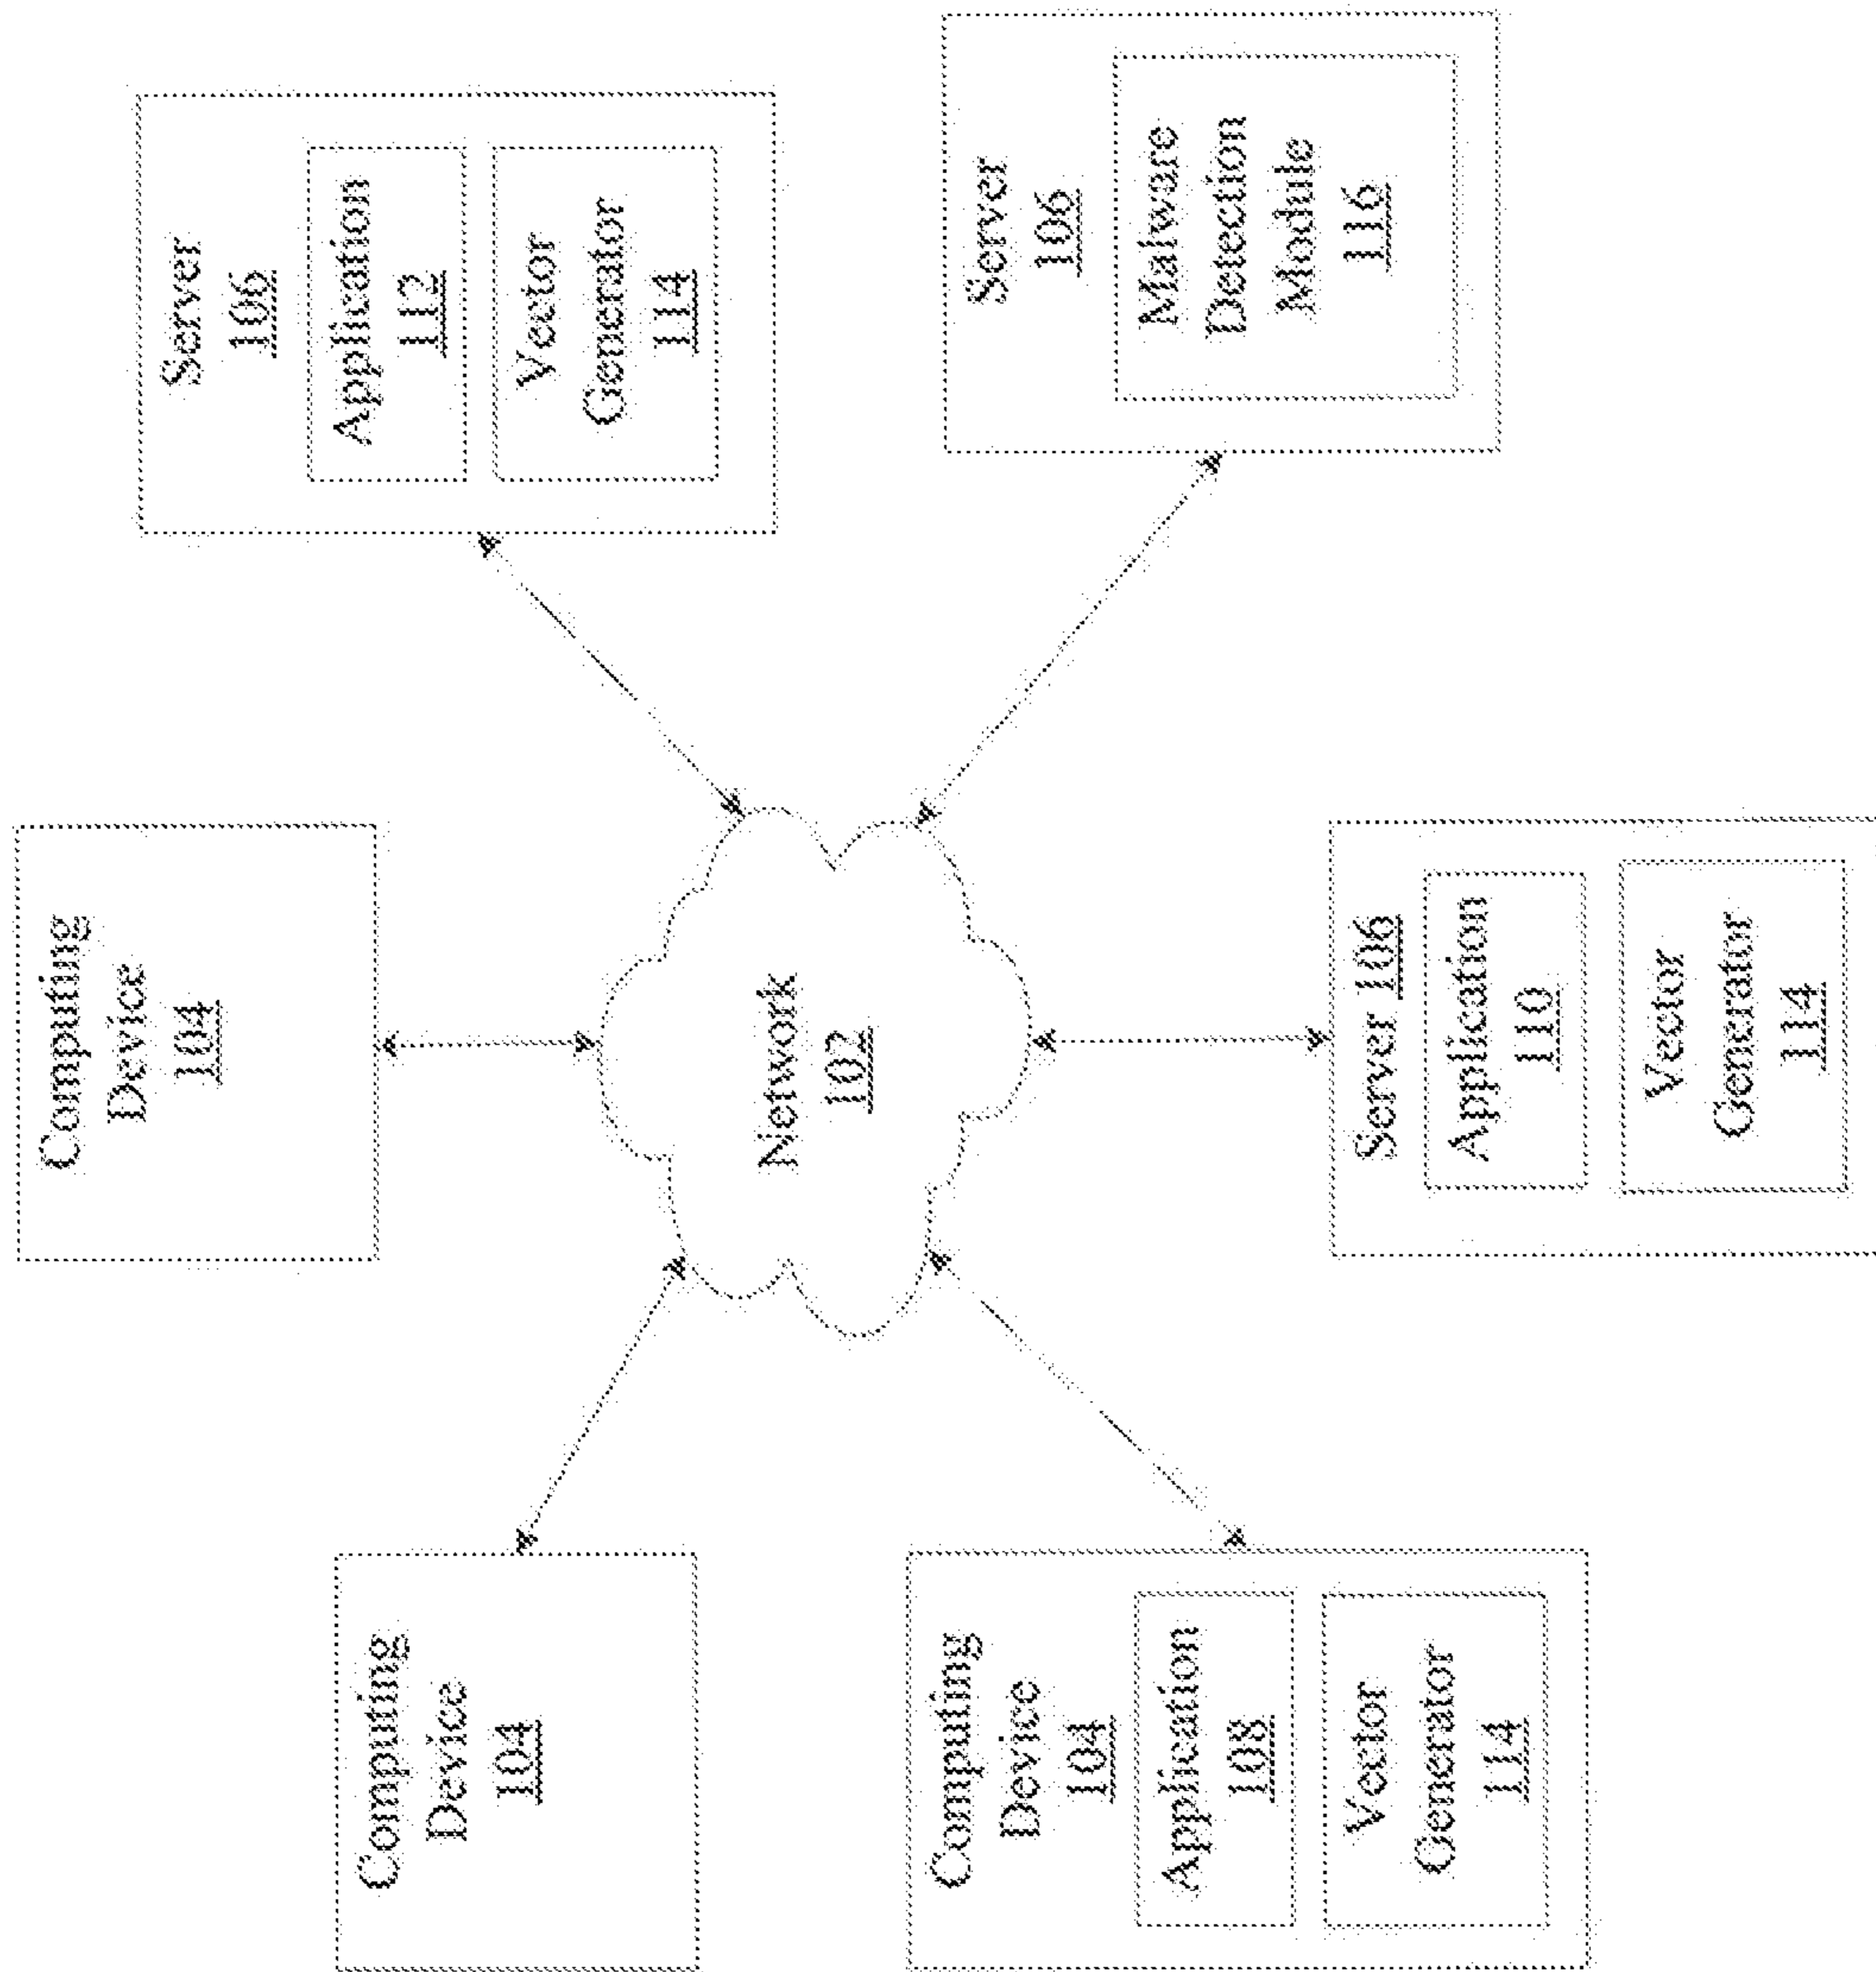 Computing
Device
104
Computing
Device
104
Application
108
Vector
Generator
114
Computing
Device
104
Network
102
Server 106
Application
110
Vector
Generator
114
Server
106
Application
112
Vector
Generator
114
Server
106
Malware
Detection
Module
116